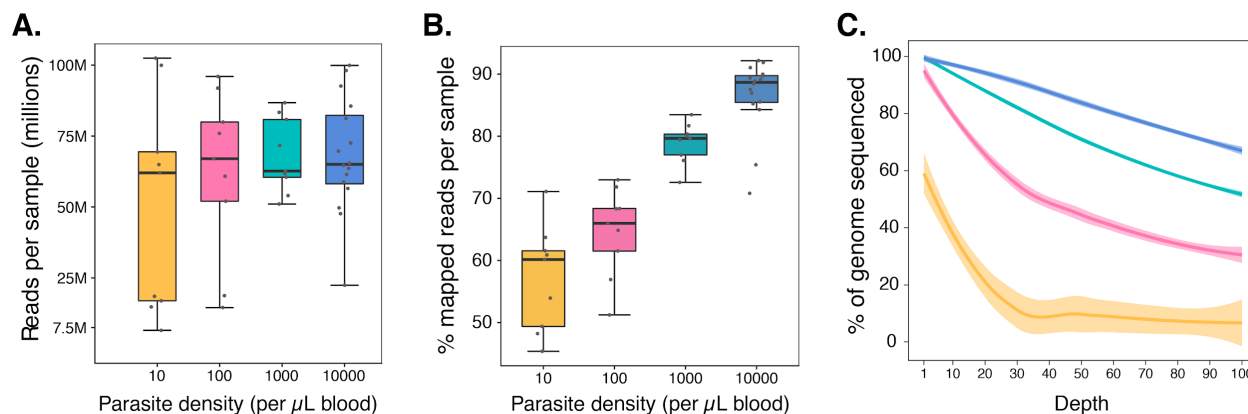 A.
Reads per sample (millions)
100M
75M
50M
25M
7.5M
10
100
1000
10000
Parasite density (per µL blood)
B.
% mapped reads per sample
90
80
70
60
50
10
100
1000
10000
Parasite density (per µL blood)
C.
% of genome sequenced
100
80
60
40
20
0
1
10
20
30
40
50
60
70
80
90
100
Depth